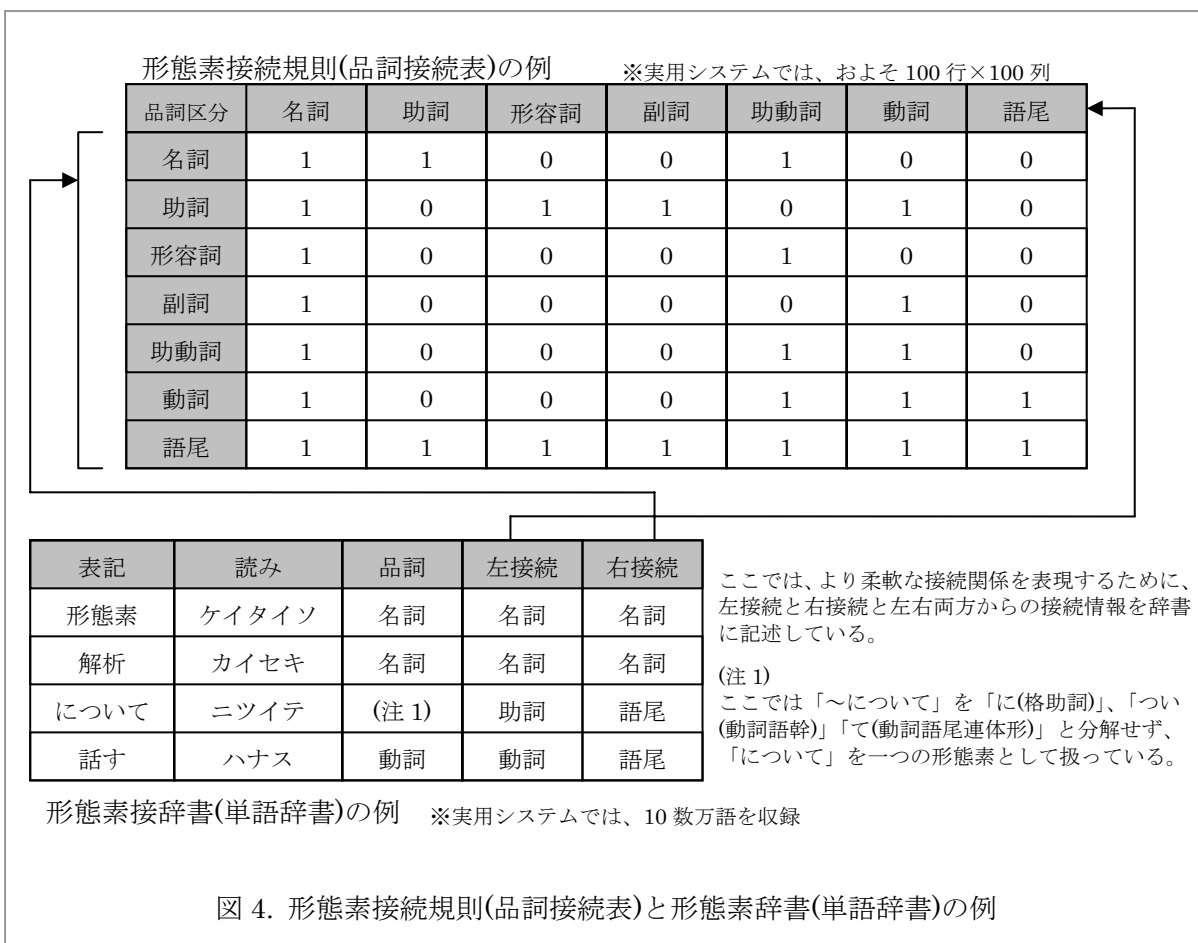 形態素接続規則(品詞接続表)の例 ※実用システムでは、およそ 100 行×100 列
品詞区分 名詞 助詞 形容詞 副詞 助動詞 動詞 語尾
名詞 1 1 0 0 1 0 0
助詞 1 0 1 1 0 1 0
形容詞 1 0 0 0 1 0 0
副詞 1 0 0 0 0 1 0
助動詞 1 0 0 0 1 1 0
動詞 1 0 0 0 1 1 1
語尾 1 1 1 1 1 1 1
表記 読み 品詞 左接続 右接続
形態素 ケイタイソ 名詞 名詞 名詞
解析 カイセキ 名詞 名詞 名詞
について ニツイテ (注 1) 助詞 語尾
話す ハナス 動詞 動詞 語尾
ここでは、より柔軟な接続関係を表現するために、
左接続と右接続と左右両方からの接続情報を辞書
に記述している。
(注 1)
ここでは「~について」を「に(格助詞)」、「つい
(動詞語幹)」「て(動詞語尾連体形)」と分解せず、
「について」を一つの形態素として扱っている。
形態素接辞書(単語辞書)の例 ※実用システムでは、10 数万語を収録
図 4. 形態素接続規則(品詞接続表)と形態素辞書(単語辞書)の例